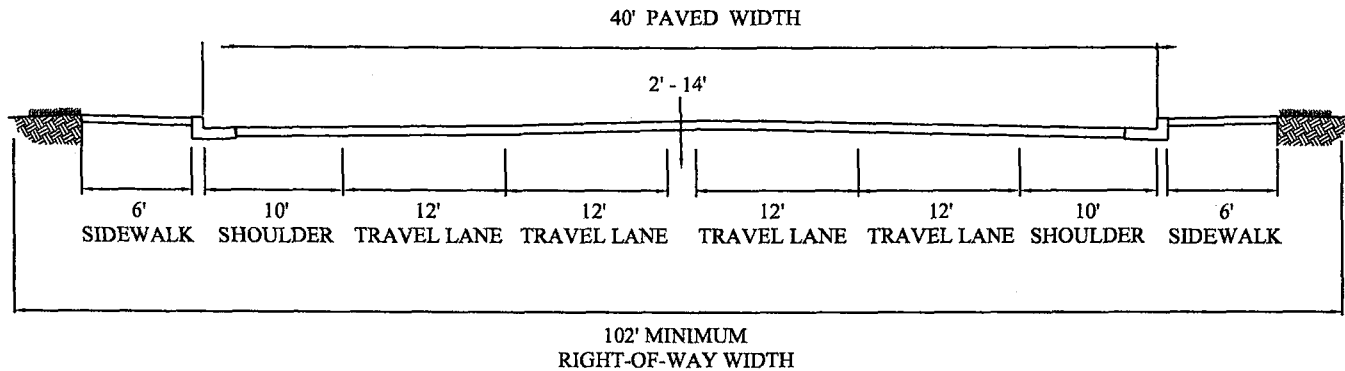 40' PAVED WIDTH
2' - 14'
6' 10' 12' 12' 12' 12' 10' 6'
SIDEWALK SHOULDER TRAVEL LANE TRAVEL LANE TRAVEL LANE TRAVEL LANE SHOULDER SIDEWALK
102' MINIMUM
RIGHT-OF-WAY WIDTH